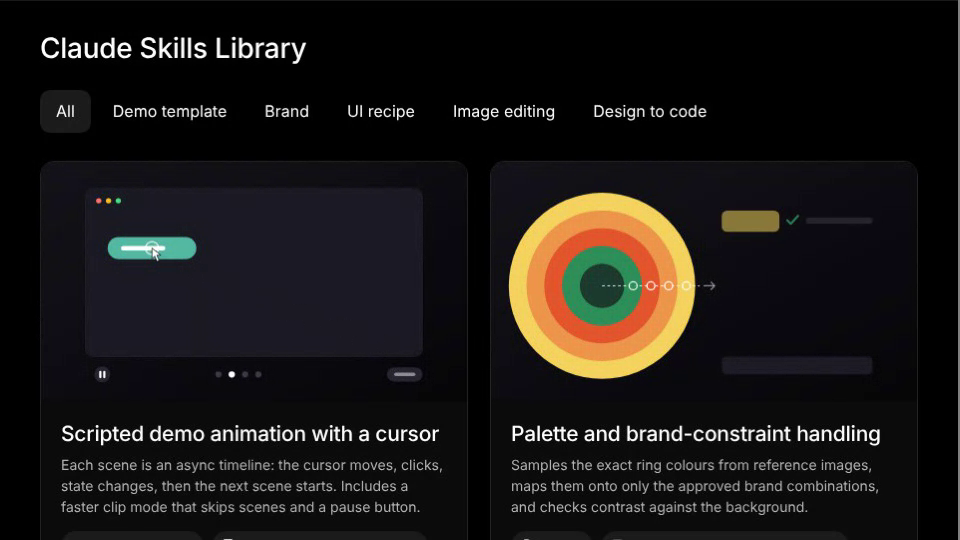 Claude Skills Library
All
Demo template
Brand
UI recipe
Image editing
Design to code
Scripted demo animation with a cursor
Each scene is an async timeline: the cursor moves, clicks,
state changes, then the next scene starts. Includes a
faster clip mode that skips scenes and a pause button.
Palette and brand-constraint handling
Samples the exact ring colours from reference images,
maps them onto only the approved brand combinations,
and checks contrast against the background.